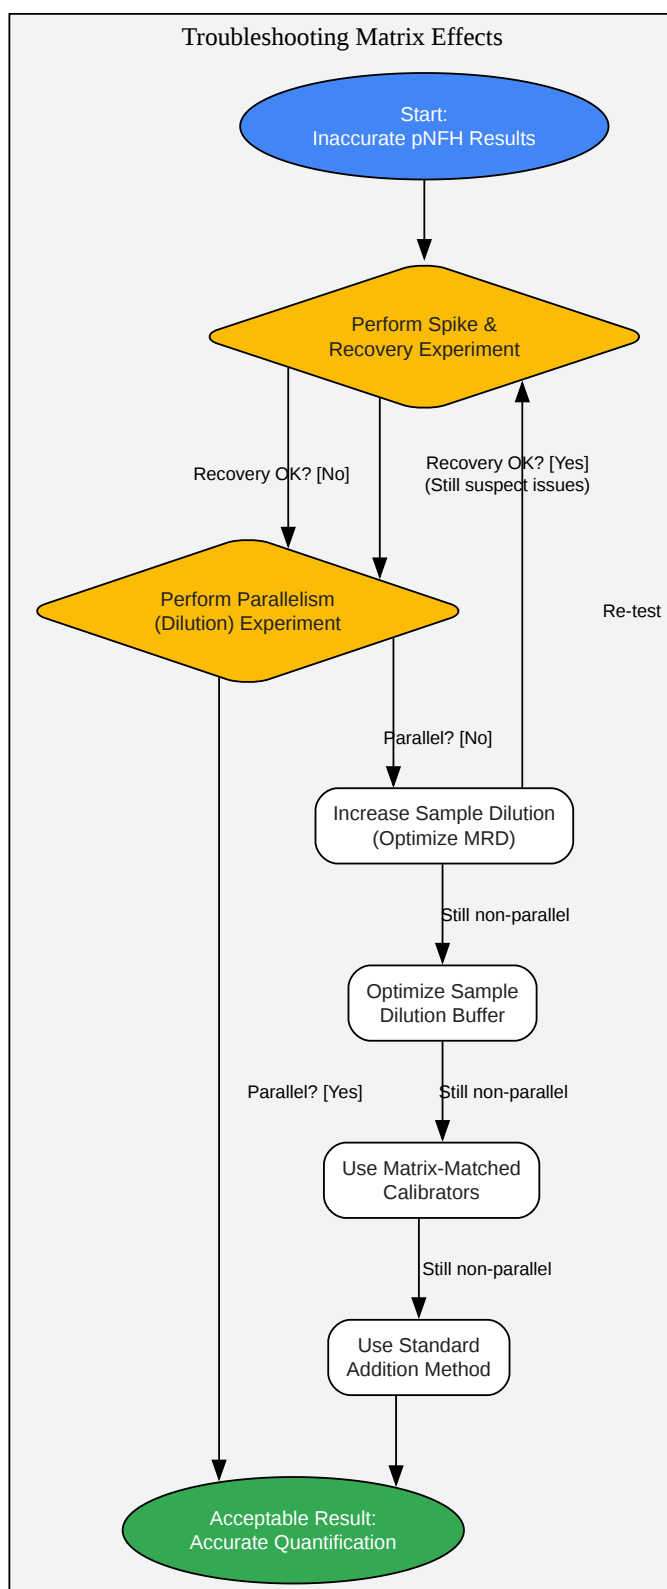 Troubleshooting Matrix Effects
Start:
Inaccurate pNFH Results
Perform Spike &
Recovery Experiment
Recovery OK? [No]
Recovery OK? [Yes]
(Still suspect issues)
Perform Parallelism
(Dilution) Experiment
Re-test
Parallel? [No]
Increase Sample Dilution
(Optimize MRD)
Still non-parallel
Optimize Sample
Dilution Buffer
Parallel? [Yes]
Still non-parallel
Use Matrix-Matched
Calibrators
Still non-parallel
Use Standard
Addition Method
Acceptable Result:
Accurate Quantification